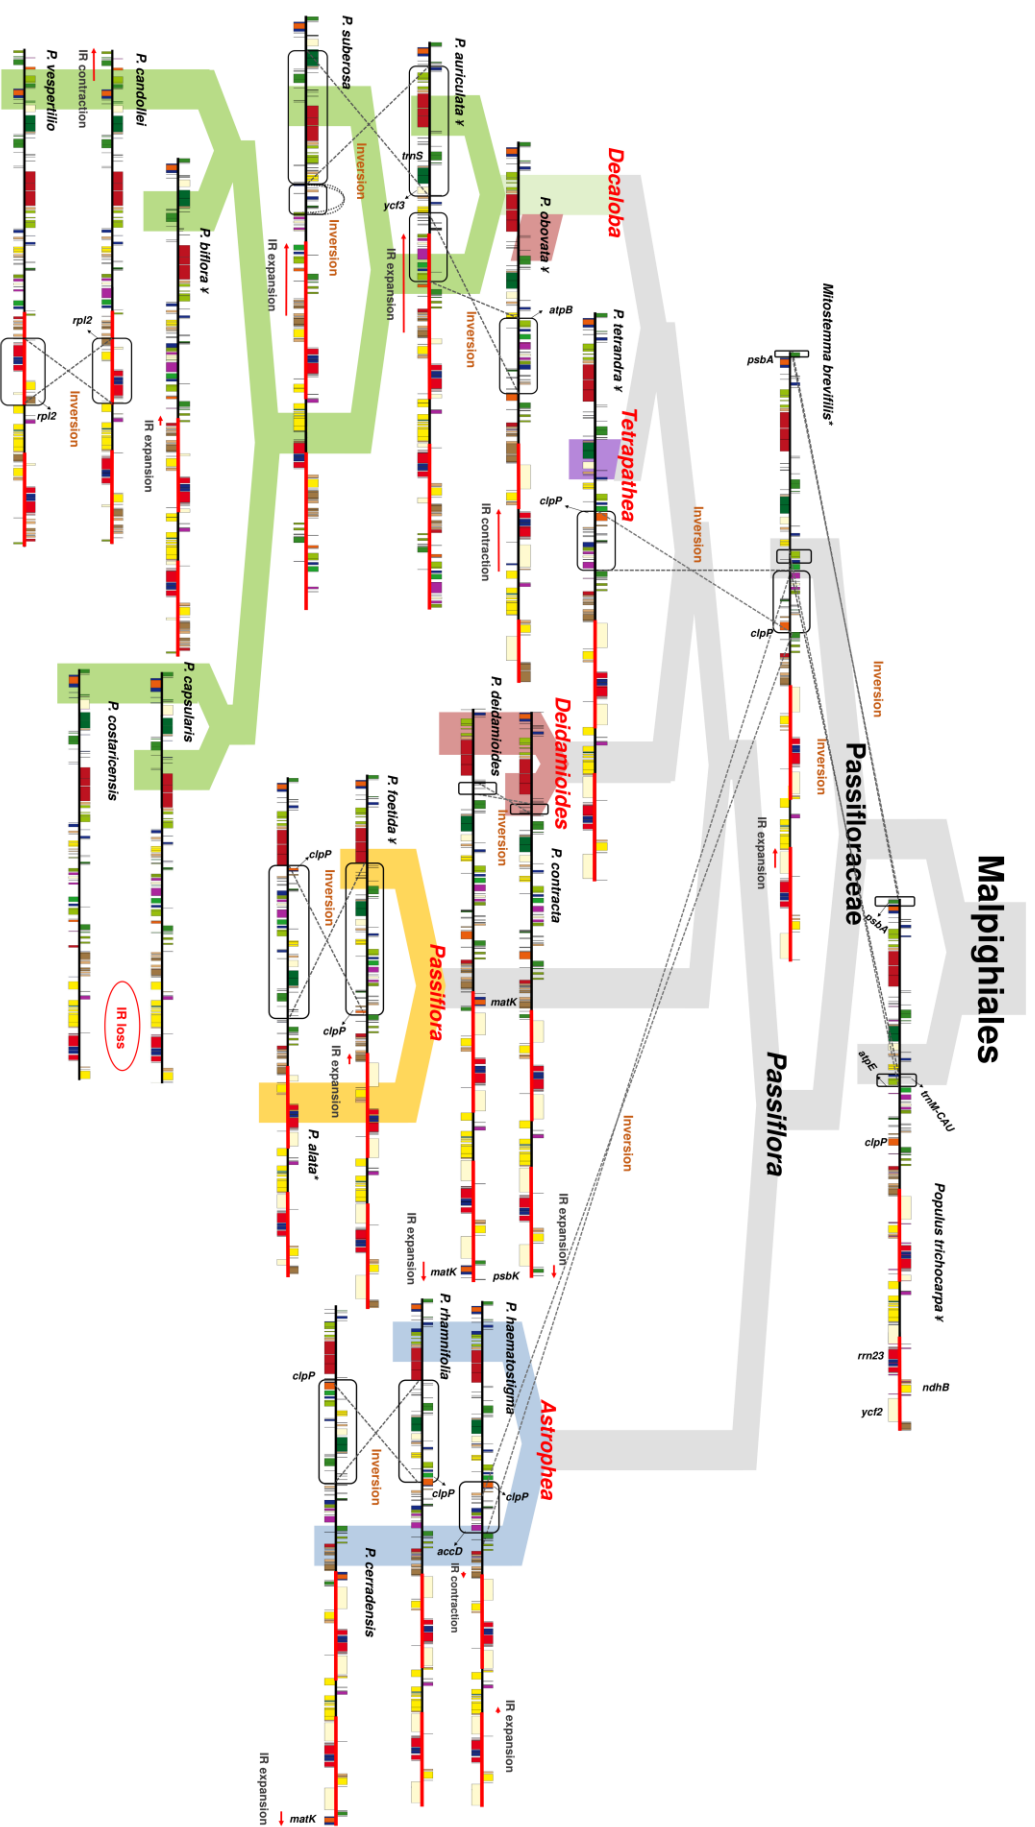 Malpighiales
Populus trichocarpa ¥
psbA
atpE
trnM-CAU
clpP
rrn23
ndhB
ycf2
Passifloraceae
Mitostemma brevifilis*
psbA
clpP
Inversion
Inversion
IR expansion
Passiflora
Inversion
Inversion
Decaloba
P. obovata ¥
atpB
IR contraction
Inversion
Tetrapathea
P. tetrandra ¥
clpP
Deidamioides
P. deidamioides
P. contracta
Inversion
matK
matK
psbK
IR expansion
IR expansion
Astrophea
P. haematostigma
clpP
accD
IR contraction
IR expansion
P. rhamnifolia
clpP
Inversion
clpP
P. cerradensis
IR expansion
matK
Passiflora
P. foetida ¥
clpP
IR expansion
Inversion
clpP
P. alata*
P. auriculata ¥
trnS
ycf3
IR expansion
Inversion
P. suberosa
Inversion
IR expansion
P. biflora ¥
IR expansion
P. candollei
IR contraction
rpl2
Inversion
P. vespertilio
rpl2
P. capsularis
P. costaricensis
IR loss